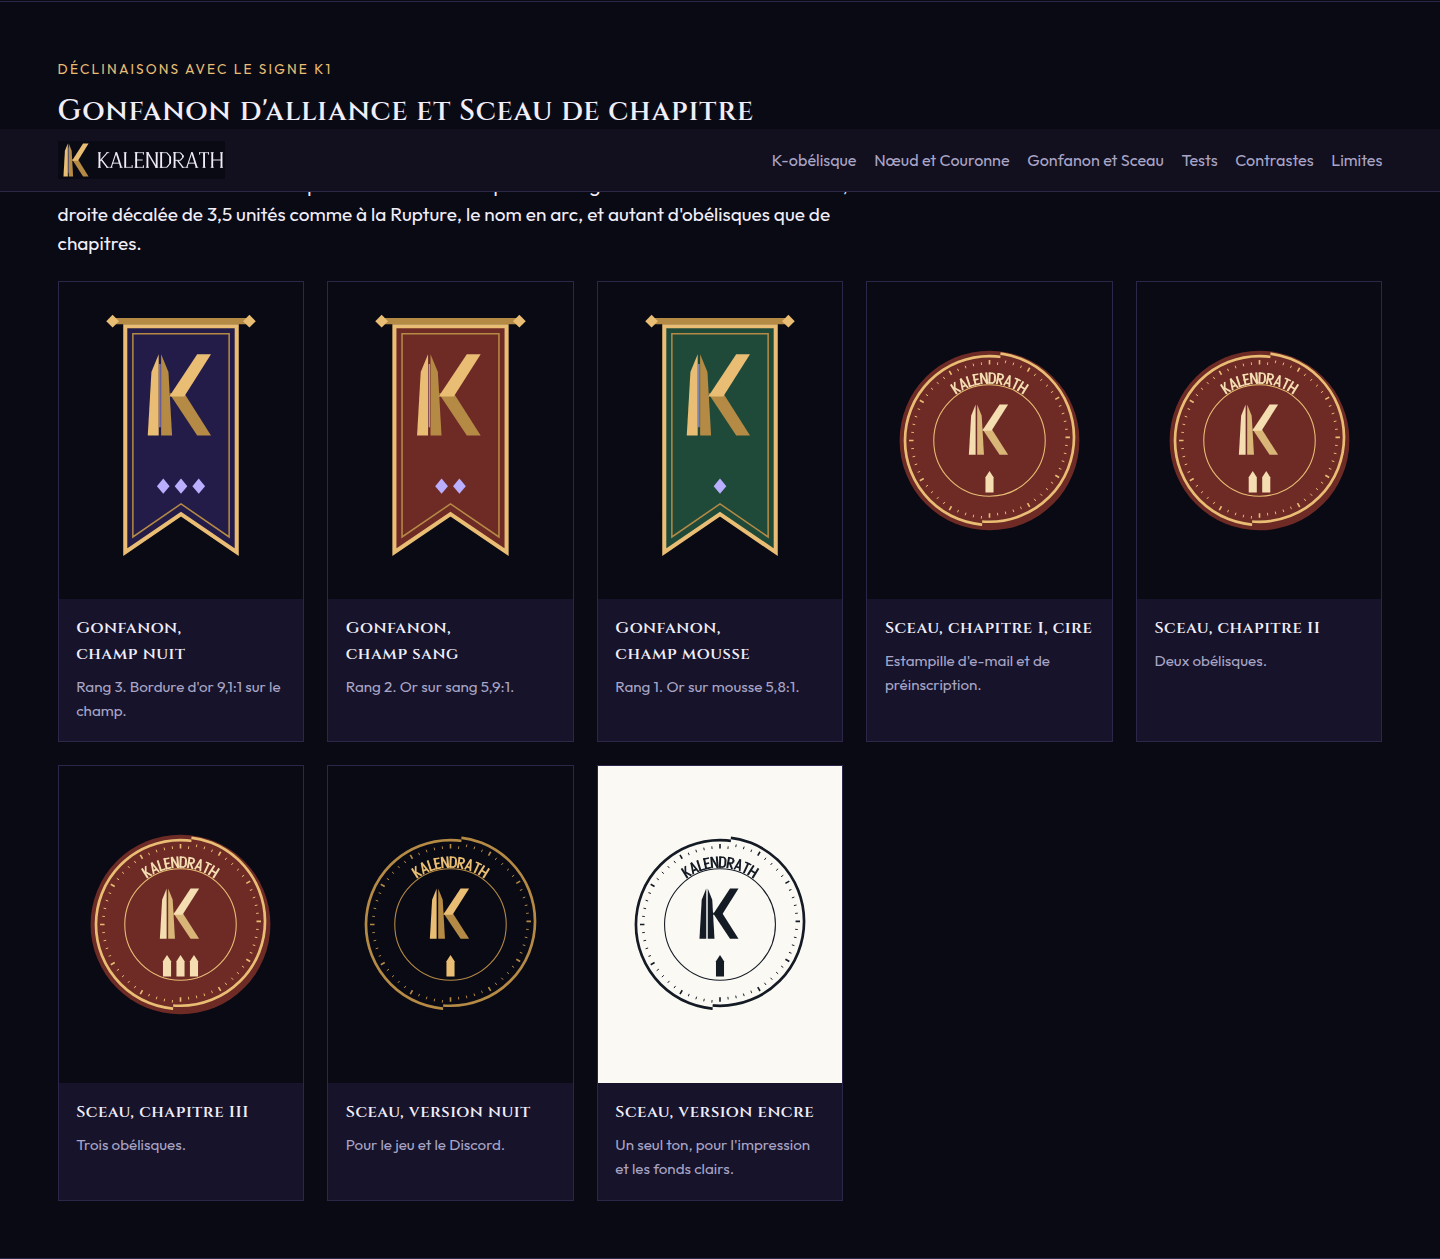 DÉCLINAISONS AVEC LE SIGNE K1
Gonfanon d'alliance et Sceau de chapitre
KALENDRATH
K-obélisque Nœud et Couronne Gonfanon et Sceau Tests Contrastes Limites
droite décalée de 3,5 unités comme à la Rupture, le nom en arc, et autant d'obélisques que de
chapitres.
KALENDRATH
KALENDRATH
Gonfanon,
champ nuit
Rang 3. Bordure d'or 9,1:1 sur le
champ.
Gonfanon,
champ sang
Rang 2. Or sur sang 5,9:1.
Gonfanon,
champ mousse
Rang 1. Or sur mousse 5,8:1.
Sceau, chapitre I, cire
Estampille d'e-mail et de
préinscription.
Sceau, chapitre II
Deux obélisques.
KALENDRATH
KALENDRATH
KALENDRATH
Sceau, chapitre III
Trois obélisques.
Sceau, version nuit
Pour le jeu et le Discord.
Sceau, version encre
Un seul ton, pour l'impression
et les fonds clairs.